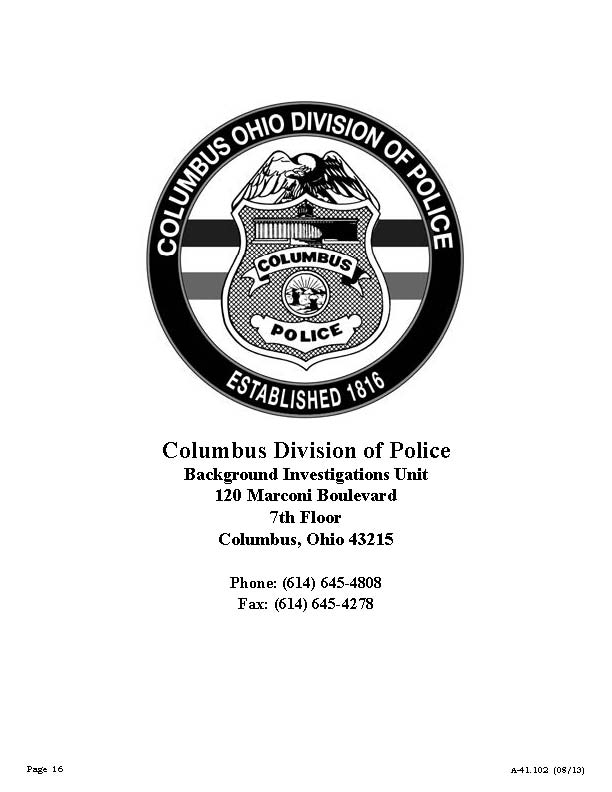 COLUMBUS OHIO DIVISION OF POLICE
COLUMBUS
POLICE
ESTABLISHED 1816
Columbus Division of Police
Background Investigations Unit
120 Marconi Boulevard
7th Floor
Columbus, Ohio 43215
Phone: (614) 645-4808
Fax: (614) 645-4278
Page 16
A-41.102 (08/13)